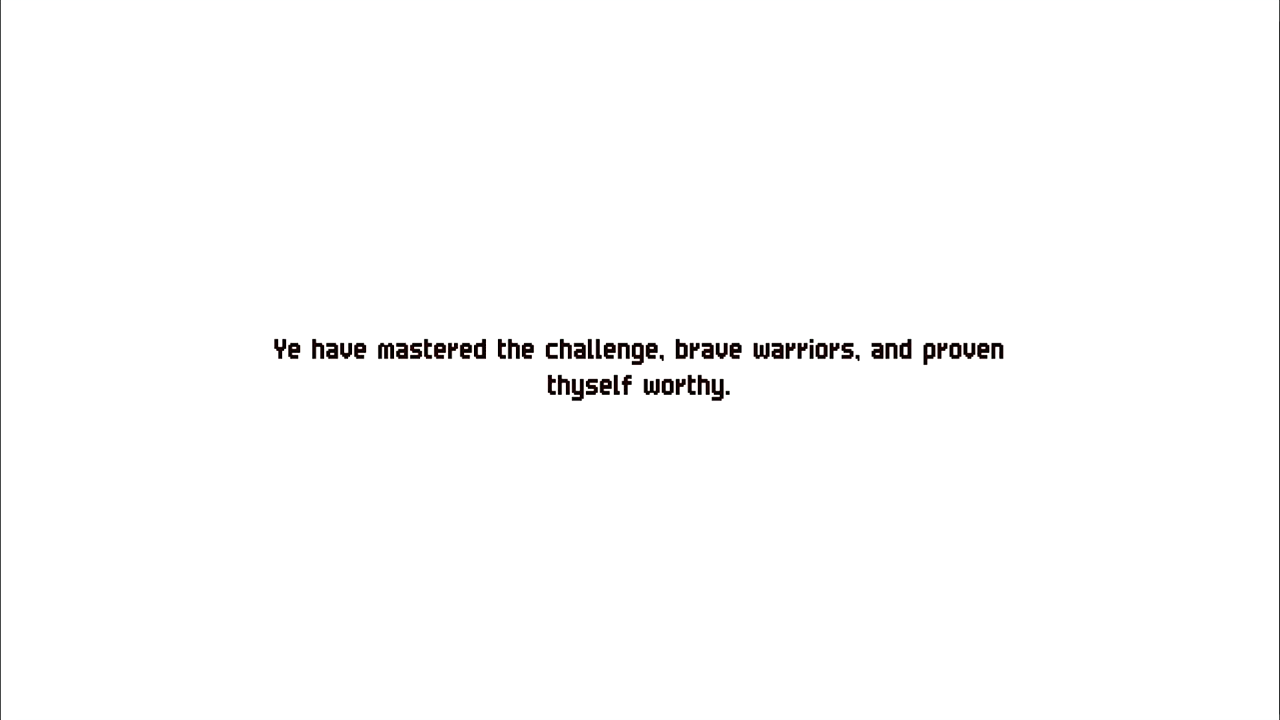 Ye have mastered the challenge, brave warriors, and proven
thyself worthy.